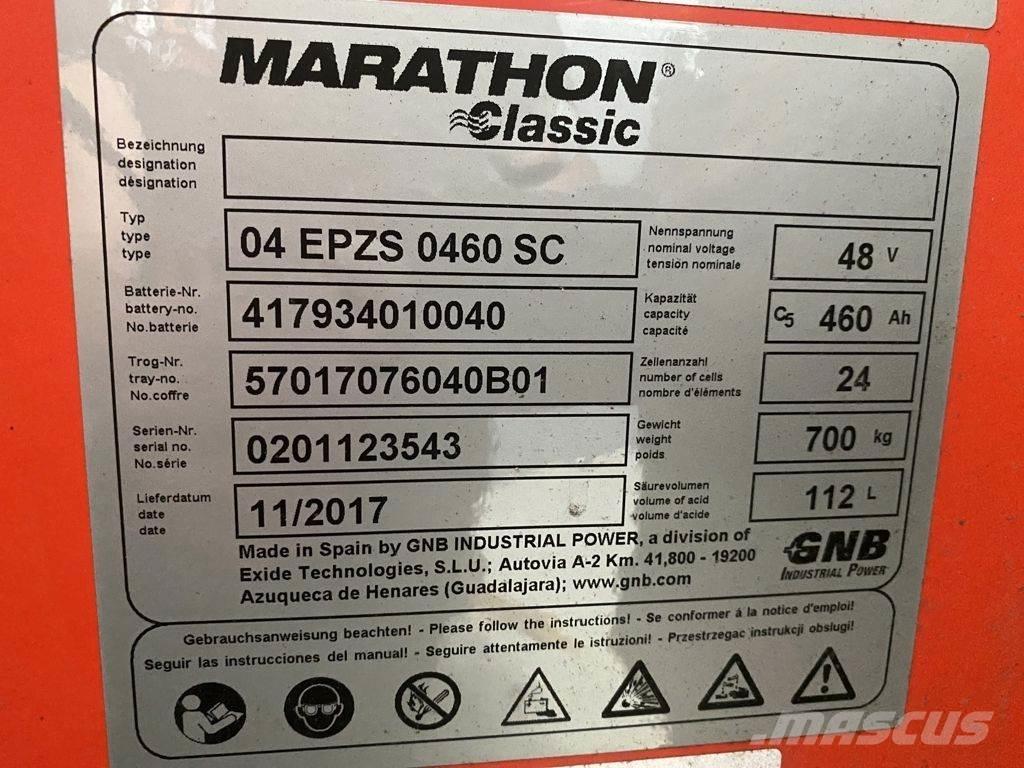 MARATHON®
Classic
Bezeichnung
designation
désignation
Typ
type
type
04 EPZS 0460 SC
Nennspannung
nominal voltage
tension nominale
48 V
Batterie-Nr.
battery-no.
No.batterie
417934010040
Kapazität
capacity
capacité
C5 460 Ah
Trog-Nr.
tray-no.
No.coffre
57017076040B01
Zellenanzahl
number of cells
nombre d'éléments
24
Serien-Nr.
serial no.
No.série
0201123543
Gewicht
weight
poids
700 kg
Lieferdatum
date
date
11/2017
Säurevolumen
volume of acid
volume d'acide
112 L
Made in Spain by GNB INDUSTRIAL POWER, a division of
Exide Technologies, S.L.U.; Autovia A-2 Km. 41,800 - 19200
Azuqueca de Henares (Guadalajara); www.gnb.com
GNB
INDUSTRIAL POWER
Gebrauchsanweisung beachten! - Please follow the instructions! - Se conformer á la notice d'emploi!
Seguir las instrucciones del manual! - Seguire attentamente le istruzioni! - Przestrzegac instrukcji obslugi!
mascus